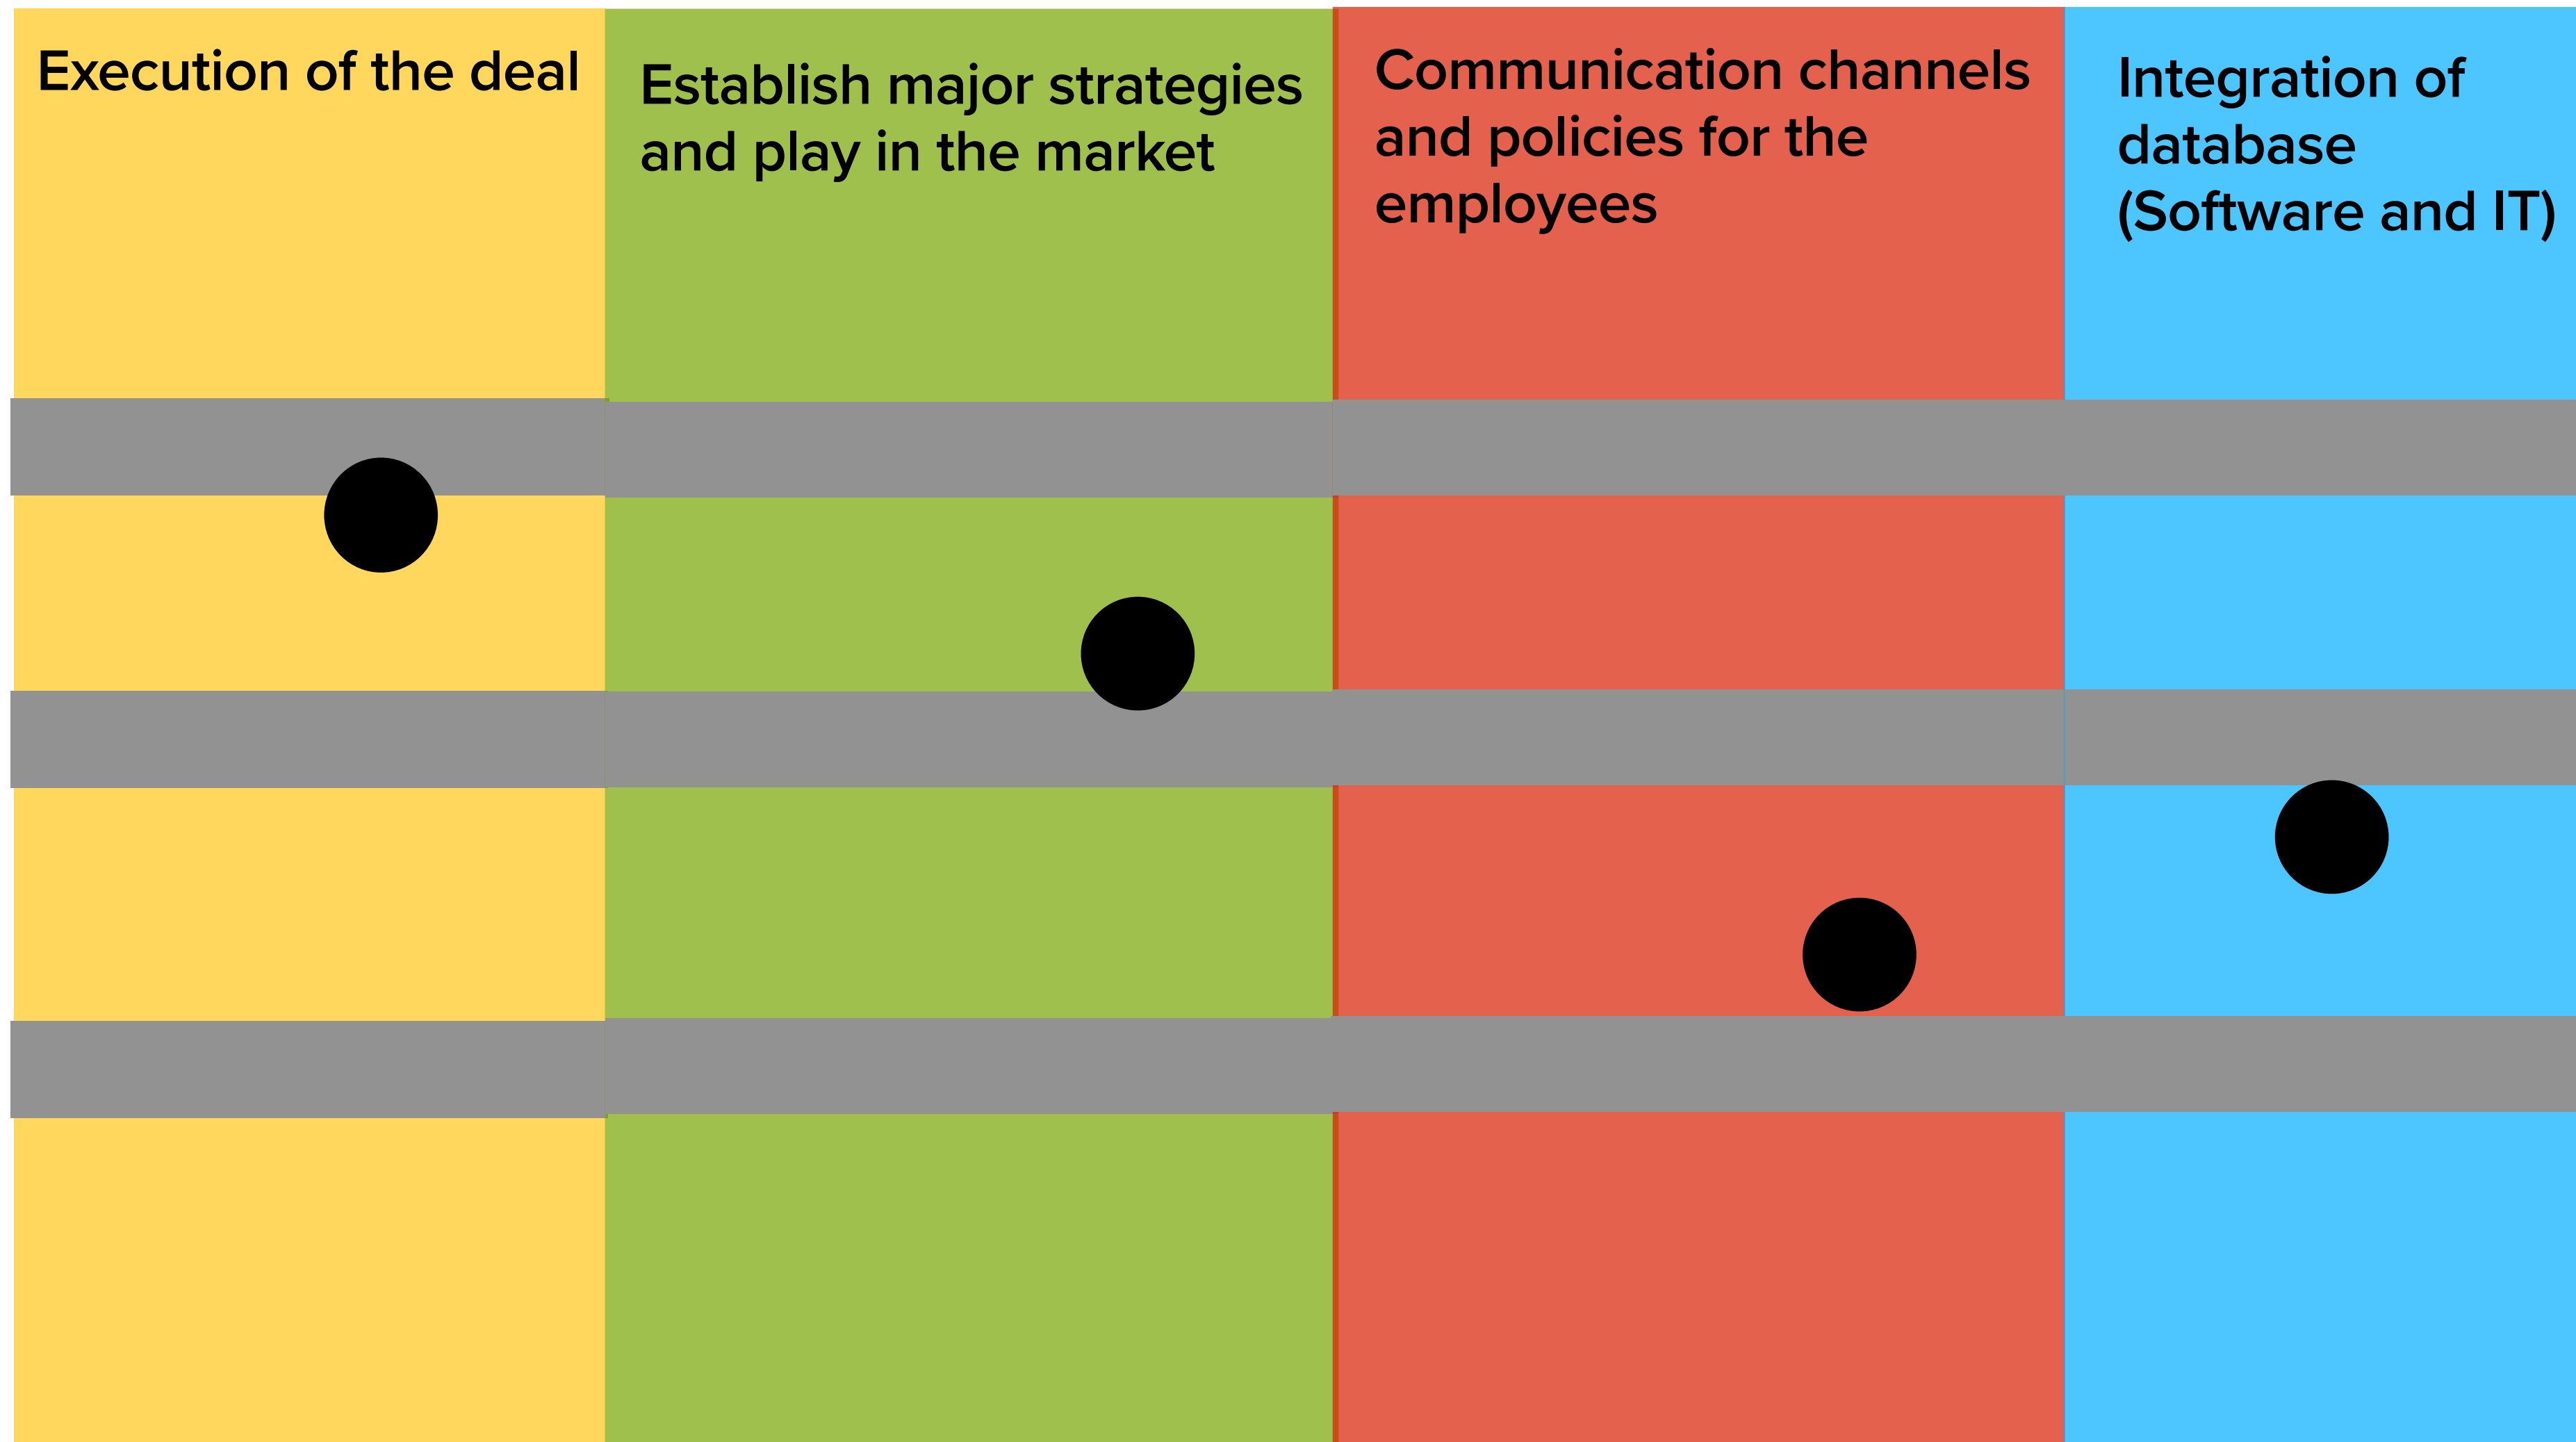 Execution of the deal
Establish major strategies
and play in the market
Communication channels
and policies for the
employees
Integration of
database
(Software and IT)